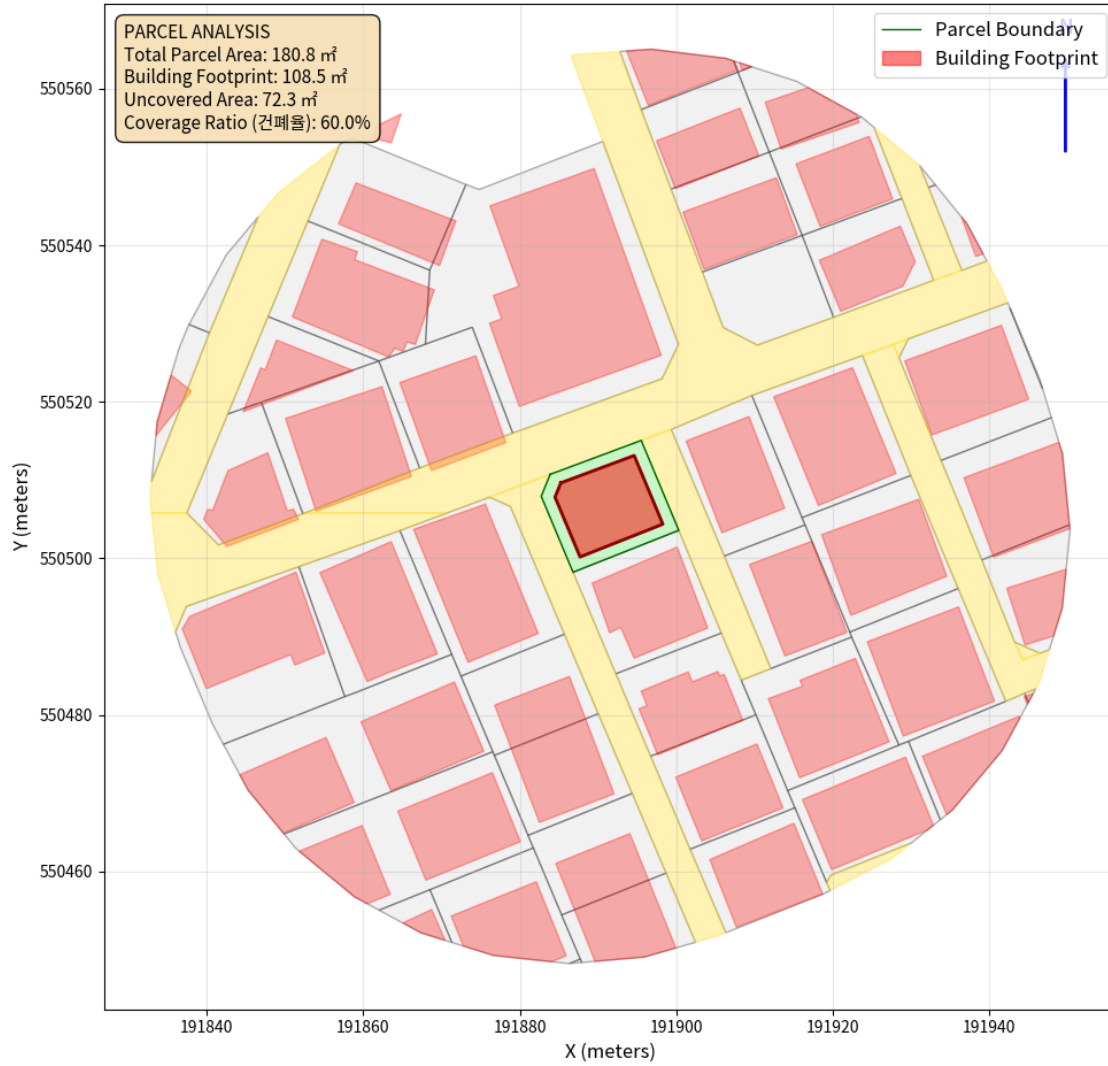 PARCEL ANALYSIS
Total Parcel Area: 180.8 ㎡
Building Footprint: 108.5 ㎡
Uncovered Area: 72.3 ㎡
Coverage Ratio (건폐율): 60.0%
Parcel Boundary
Building Footprint
N
550560
550540
550520
550500
550480
550460
Y (meters)
191840
191860
191880
191900
191920
191940
X (meters)